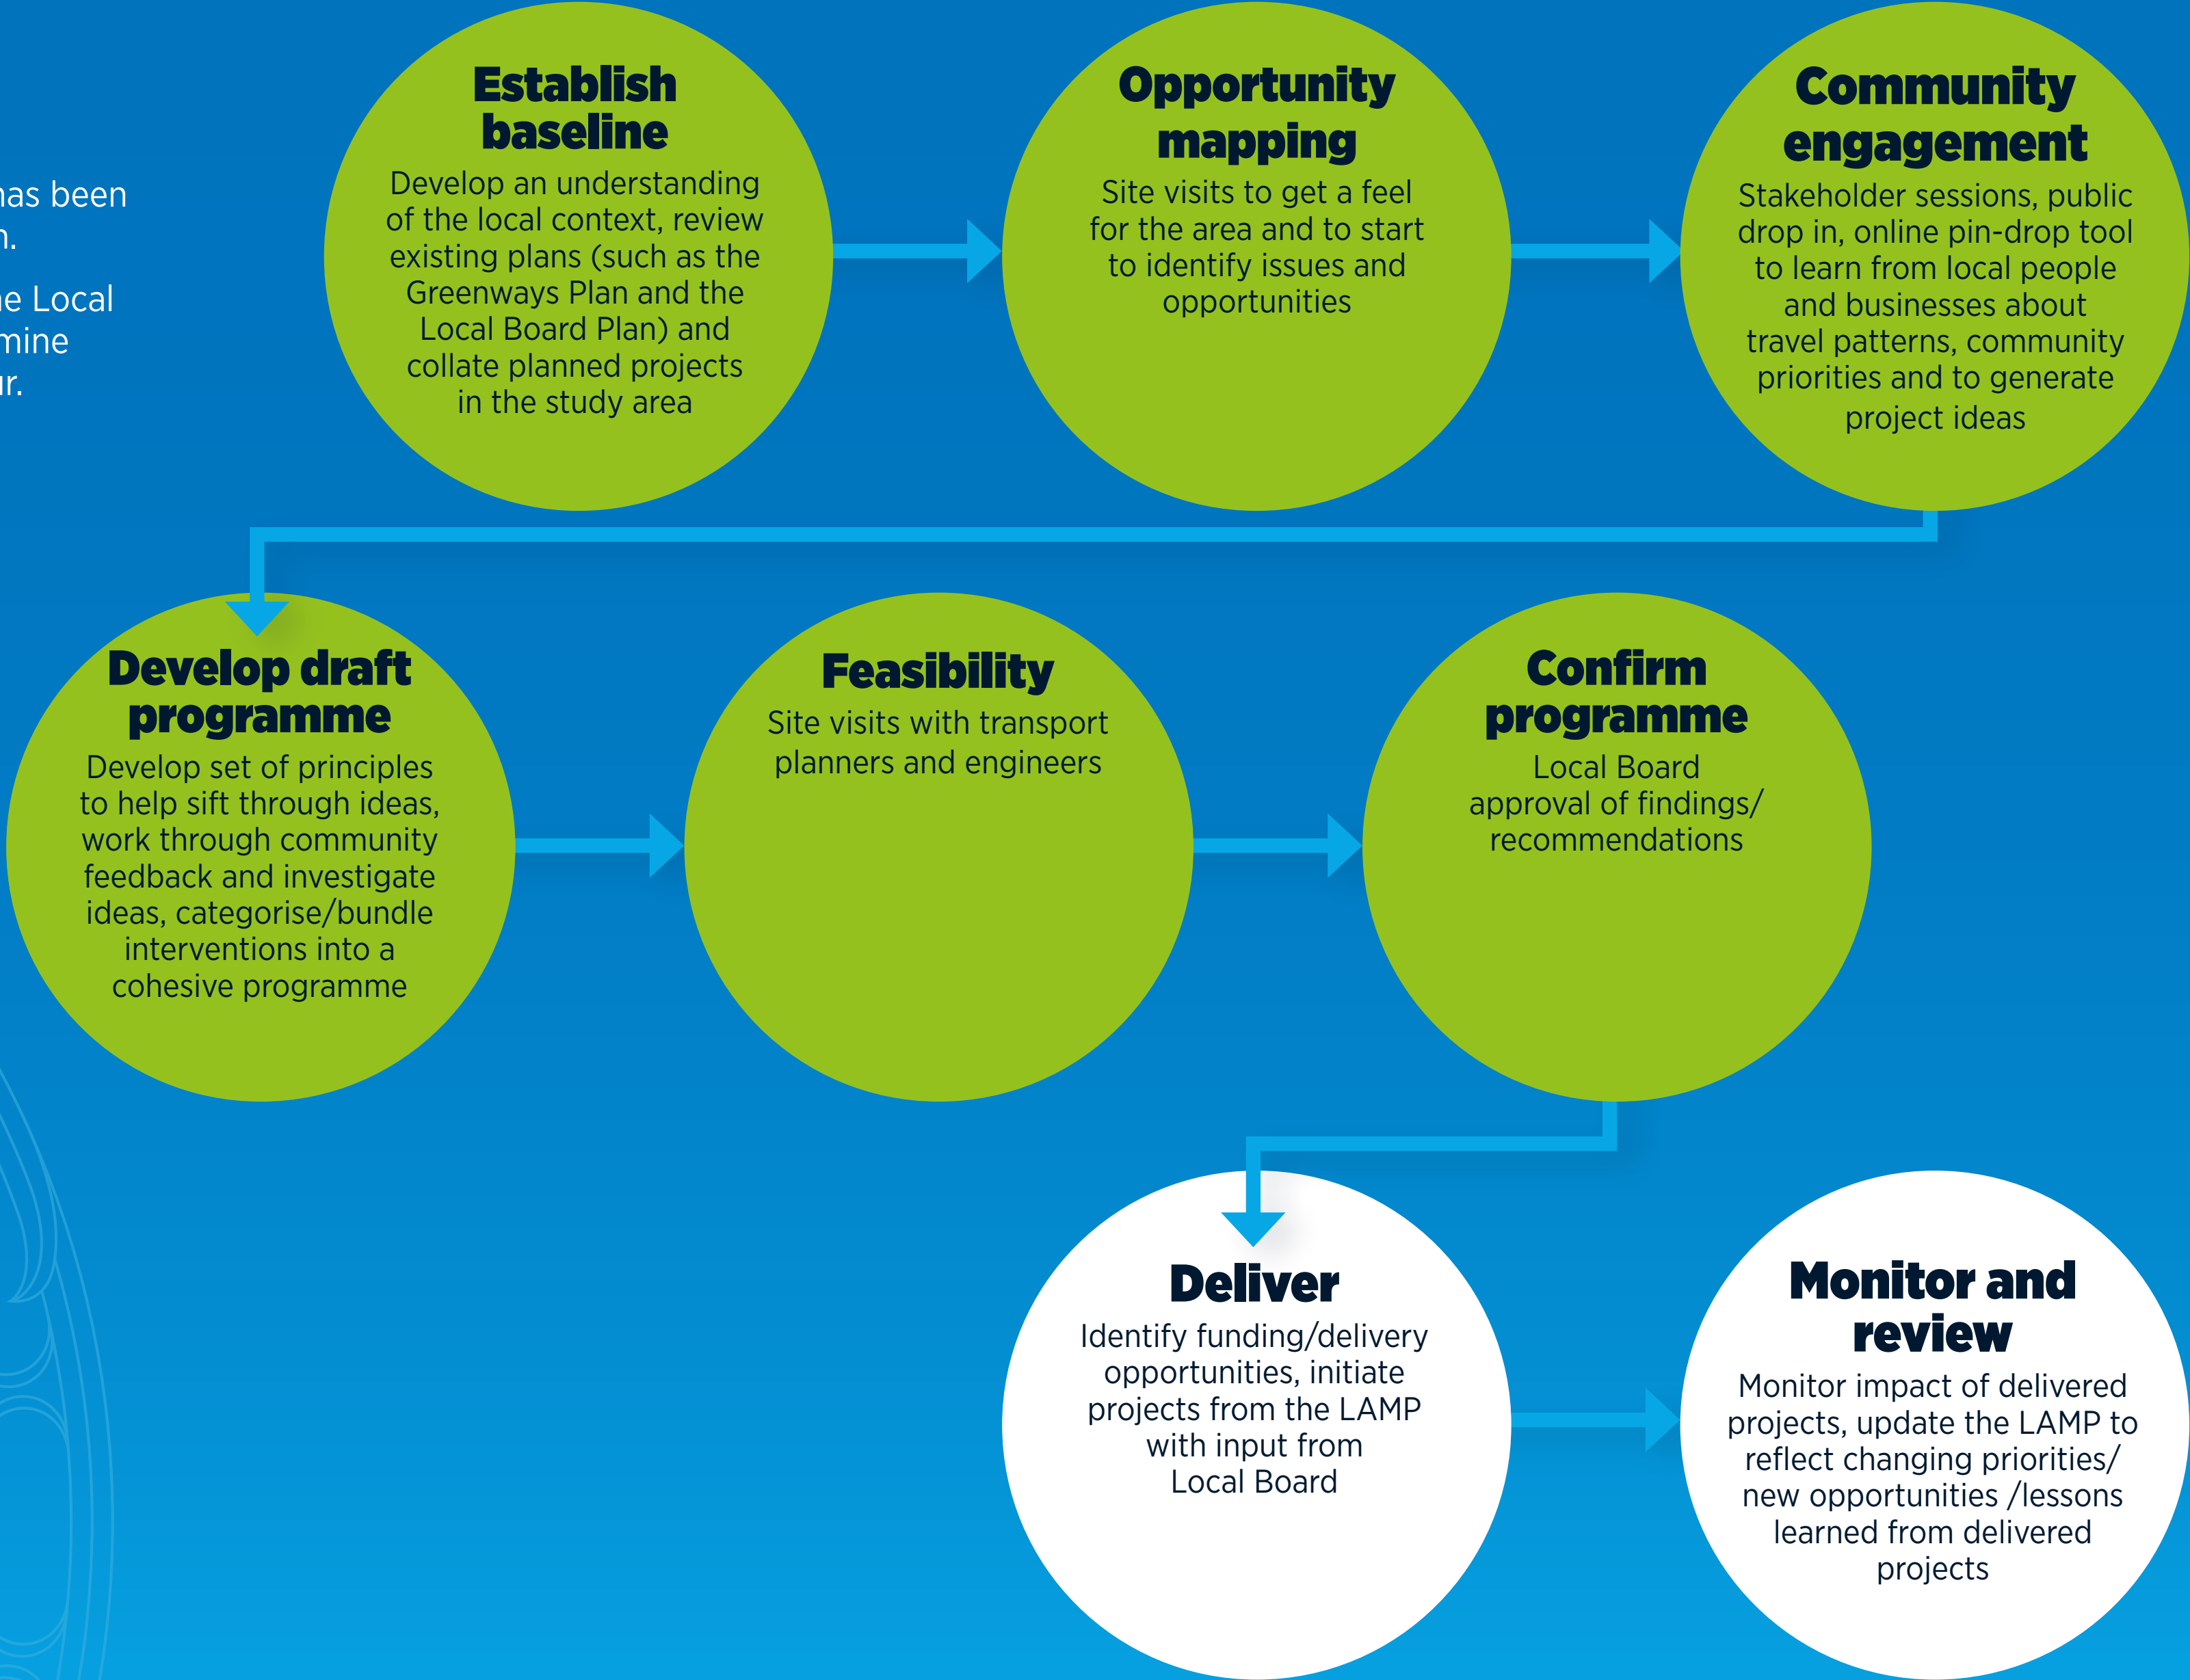 has been
he Local
Establish
baseline
Develop an understanding
of the local context, review
existing plans (such as the
Greenways Plan and the
Local Board Plan) and
collate planned projects
in the study area
Opportunity
mapping
Site visits to get a feel
for the area and to start
to identify issues and
opportunities
Community
engagement
Stakeholder sessions, public
drop in, online pin-drop tool
to learn from local people
and businesses about
travel patterns, community
priorities and to generate
project ideas
Develop draft
programme
Develop set of principles
to help sift through ideas,
work through community
feedback and investigate
ideas, categorise/bundle
interventions into a
cohesive programme
Feasibility
Site visits with transport
planners and engineers
Confirm
programme
Local Board
approval of findings/
recommendations
Deliver
Identify funding/delivery
opportunities, initiate
projects from the LAMP
with input from
Local Board
Monitor and
review
Monitor impact of delivered
projects, update the LAMP to
reflect changing priorities/
new opportunities /lessons
learned from delivered
projects